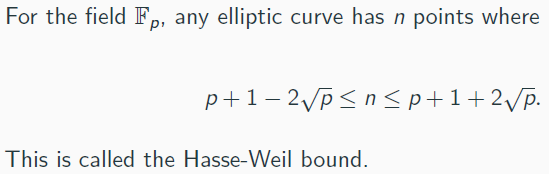 For the field 𝔽ₚ, any elliptic curve has n points where
p + 1 − 2√p ≤ n ≤ p + 1 + 2√p.
This is called the Hasse-Weil bound.